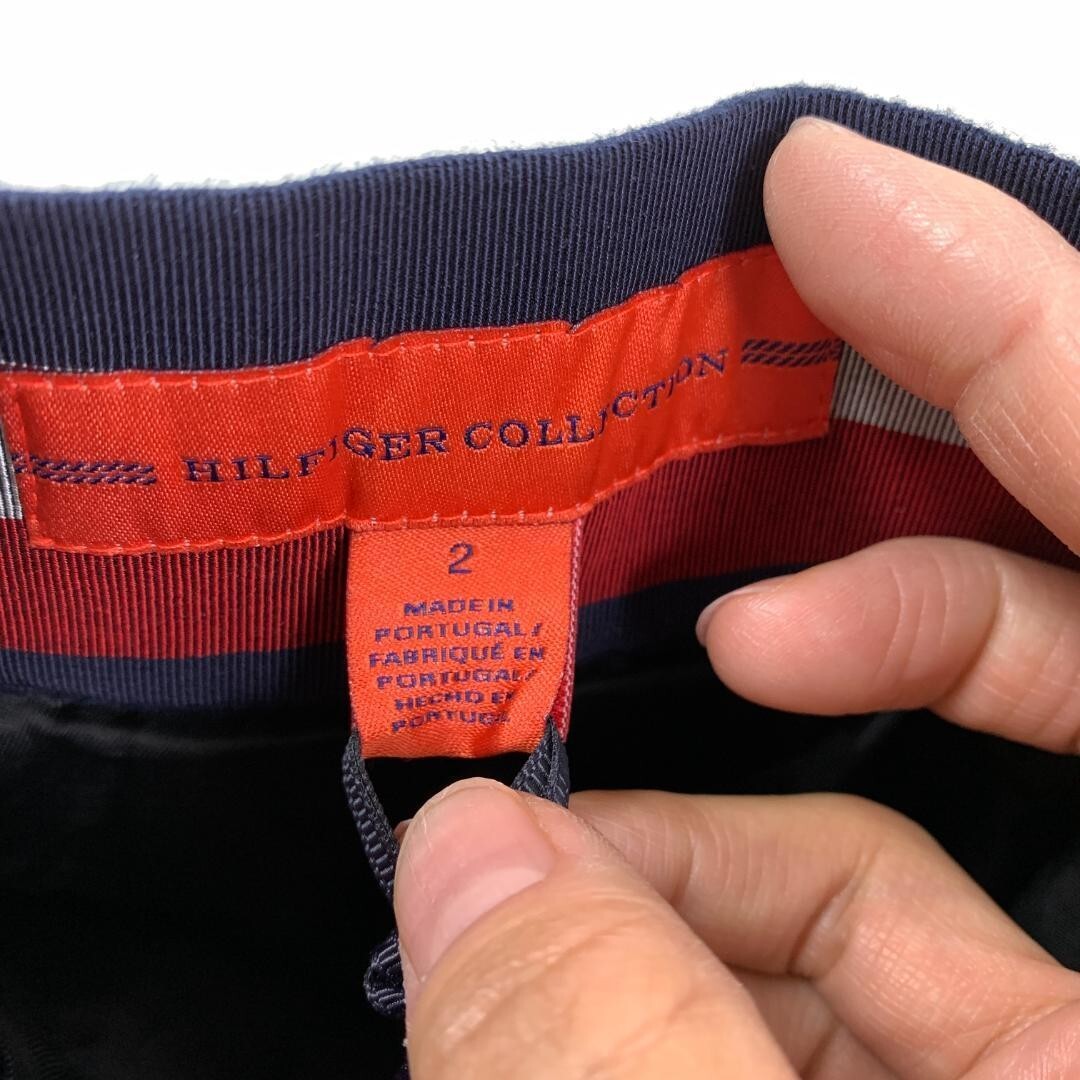 HILFIGER COLLECTION
2
MADE IN
PORTUGAL/
FABRIQUÉ EN
PORTUGAL/
HECHO EN
PORTUGAL